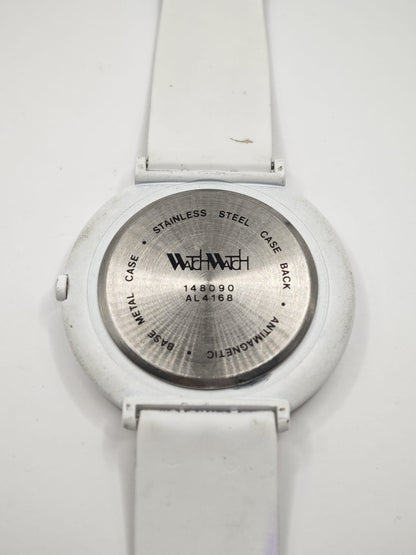 STAINLESS STEEL CASE BACK • ANTIMAGNETIC • BASE METAL CASE •
WATCHWATCH
148090
AL4168